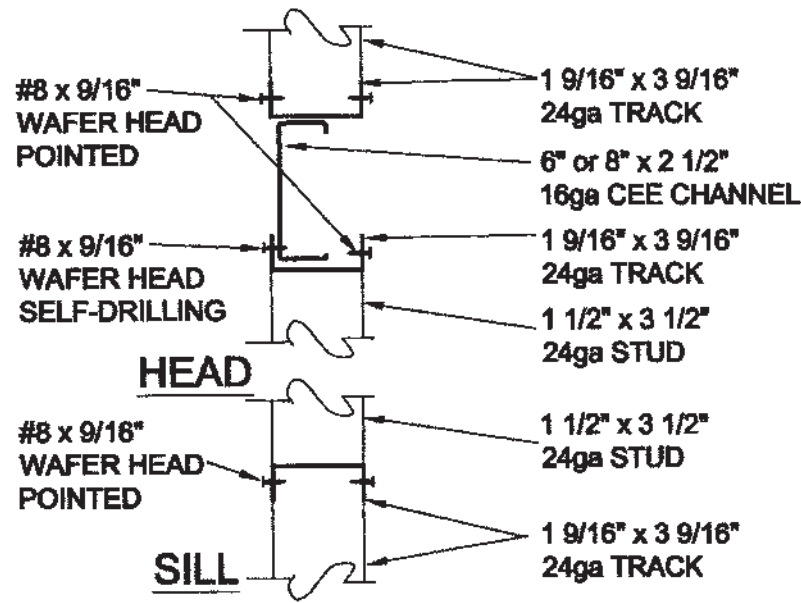 #8 x 9/16"
WAFER HEAD
POINTED
1 9/16" x 3 9/16"
24ga TRACK
6" or 8" x 2 1/2"
16ga CEE CHANNEL
#8 x 9/16"
WAFER HEAD
SELF-DRILLING
1 9/16" x 3 9/16"
24ga TRACK
1 1/2" x 3 1/2"
24ga STUD
HEAD
#8 x 9/16"
WAFER HEAD
POINTED
1 1/2" x 3 1/2"
24ga STUD
1 9/16" x 3 9/16"
24ga TRACK
SILL